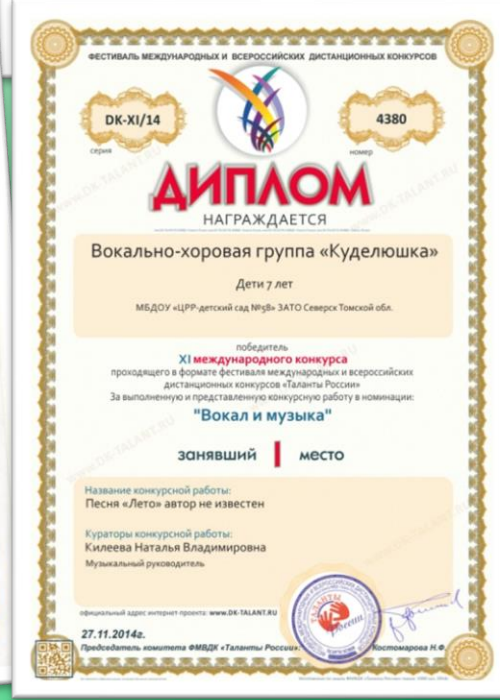 ФЕСТИВАЛЬ МЕЖДУНАРОДНЫХ И ВСЕРОССИЙСКИХ ДИСТАНЦИОННЫХ КОНКУРСОВ
DK-XI/14
4380
серия
номер
ДИПЛОМ
НАГРАЖДАЕТСЯ
Вокально-хоровая группа «Куделюшка»
Дети 7 лет
МБДОУ «ЦРР-детский сад №58» ЗАТО Северск Томской обл.
победитель
XI международного конкурса
проходящего в формате фестиваля международных и всероссийских
дистанционных конкурсов «Таланты России»
За выполненную и представленную конкурсную работу в номинации:
"Вокал и музыка"
занявший I место
Название конкурсной работы:
Песня «Лето» автор не известен
Кураторы конкурсной работы:
Килеева Наталья Владимировна
Музыкальный руководитель
официальный адрес интернет-проекта: www.DK-TALANT.RU
ТАЛАНТЫ
России
27.11.2014г.
Председатель комитета ФМВДК «Таланты России»: Костомарова Н.Ф.